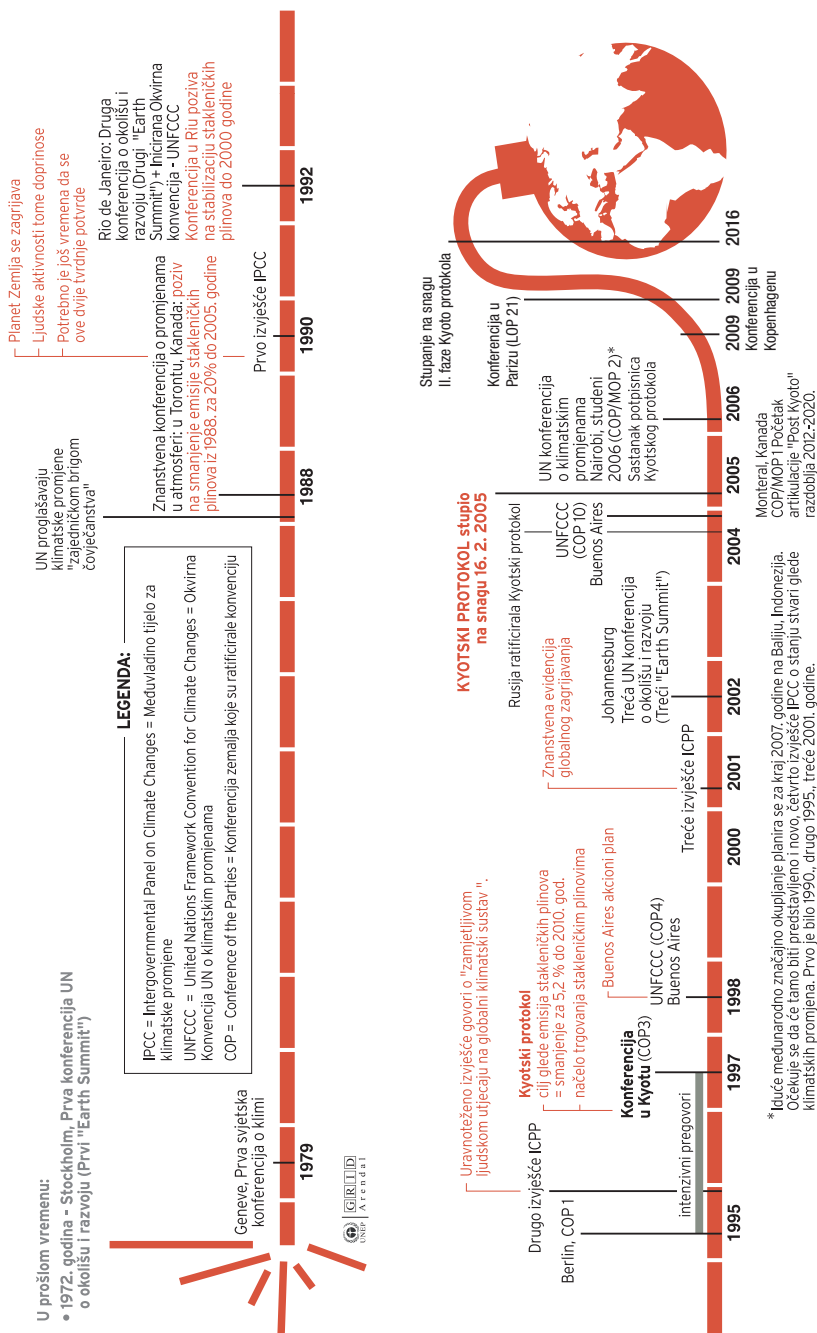 U prošlom vremenu:
• 1972. godina - Stockholm, Prva konferencija UN
o okolišu i razvoju (Prvi "Earth Summit")
Geneve, Prva svjetska
konferencija o klimi
1979
UNEP
GRID
Arendal
LEGENDA:
IPCC = Intergovernmental Panel on Climate Changes = Međuvladino tijelo za
klimatske promjene
UNFCCC = United Nations Framework Convention for Climate Changes = Okvirna
Konvencija UN o klimatskim promjenama
COP = Conference of the Parties = Konferencija zemalja koje su ratificirale konvenciju
UN proglašavaju
klimatske promjene
"zajedničkom brigom
čovječanstva"
Znanstvena konferencija o promjenama
u atmosferi: u Torontu, Kanada: poziv
na smanjenje emisije stakleničkih
plinova iz 1988. za 20% do 2005. godine
1988
Planet Zemlja se zagrijava
Ljudske aktivnosti tome doprinose
Potrebno je još vremena da se
ove dvije tvrdnje potvrde
Prvo izvješće IPCC
1990
Rio de Janeiro: Druga
konferencija o okolišu i
razvoju (Drugi "Earth
Summit") + Inicirana Okvirna
konvencija - UNFCCC
Konferencija u Riu poziva
na stabilizaciju stakleničkih
plinova do 2000 godine
1992
Uravnoteženo izvješće govori o "zamjetljivom
ljudskom utjecaju na globalni klimatski sustav ".
Drugo izvješće ICPP
Berlin, COP 1
intenzivni pregovori
1995
Kyotski protokol
cilj glede emisija stakleničkih plinova
= smanjenje za 5,2 % do 2010. god.
načelo trgovanja stakleničkim plinovima
Konferencija
u Kyotu (COP3)
1997
Buenos Aires akcioni plan
UNFCCC (COP4)
Buenos Aires
1998
2000
Znanstvena evidencija
globalnog zagrijavanja
Treće izvješće ICPP
2001
Johannesburg
Treća UN konferencija
o okolišu i razvoju
(Treći "Earth Summit")
2002
KYOTSKI PROTOKOL stupio
na snagu 16. 2. 2005
Rusija ratificirala Kyotski protokol
UNFCCC
(COP 10)
Buenos Aires
2004
2005
Monteral, Kanada
COP/MOP 1 Početak
artikulacije "Post Kyoto"
razdoblja 2012-2020.
UN konferencija
o klimatskim
promjenama
Nairobi, studeni
2006 (COP/MOP 2)*
Sastanak potpisnica
Kyotskog protokola
2006
2009
Konferencija u
Kopenhagenu
Konferencija u
Parizu (LOP 21)
2009
Stupanje na snagu
II. faze Kyoto protokola
2016
* Iduće međunarodno značajno okupljanje planira se za kraj 2007. godine na Baliju, Indonezija.
Očekuje se da će tamo biti predstavljeno i novo, četvrto izvješće IPCC o stanju stvari glede
klimatskih promjena. Prvo je bilo 1990., drugo 1995., treće 2001. godine.